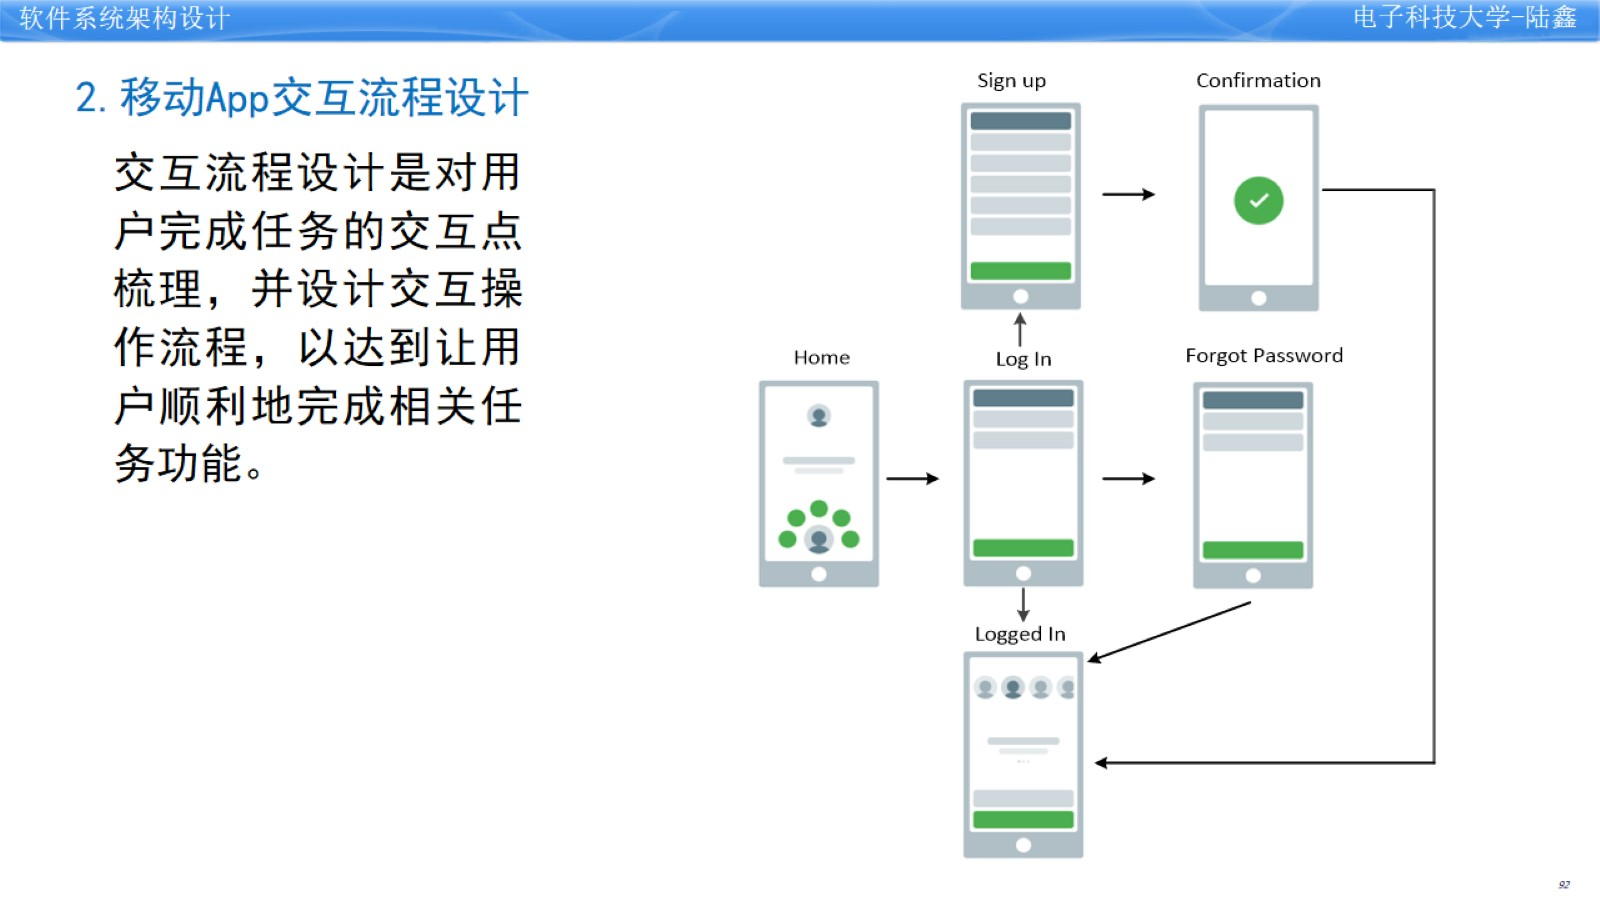 软件系统架构设计
电子科技大学-陆鑫
2. 移动App交互流程设计
交互流程设计是对用
户完成任务的交互点
梳理，并设计交互操
作流程，以达到让用
户顺利地完成相关任
务功能。
Sign up
Confirmation
Home
Log In
Forgot Password
Logged In
92